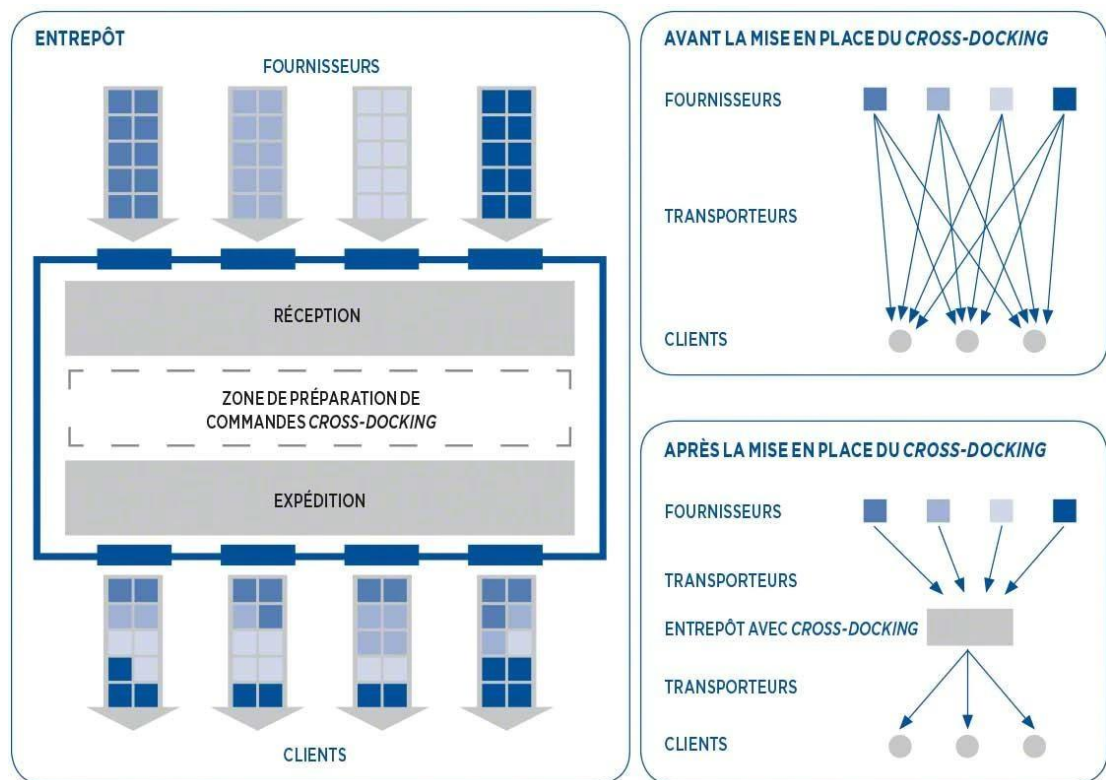 ENTREPÔT
FOURNISSEURS
RÉCEPTION
ZONE DE PRÉPARATION DE
COMMANDES CROSS-DOCKING
EXPÉDITION
CLIENTS
AVANT LA MISE EN PLACE DU CROSS-DOCKING
FOURNISSEURS
TRANSPORTEURS
CLIENTS
APRÈS LA MISE EN PLACE DU CROSS-DOCKING
FOURNISSEURS
TRANSPORTEURS
ENTREPÔT AVEC CROSS-DOCKING
TRANSPORTEURS
CLIENTS